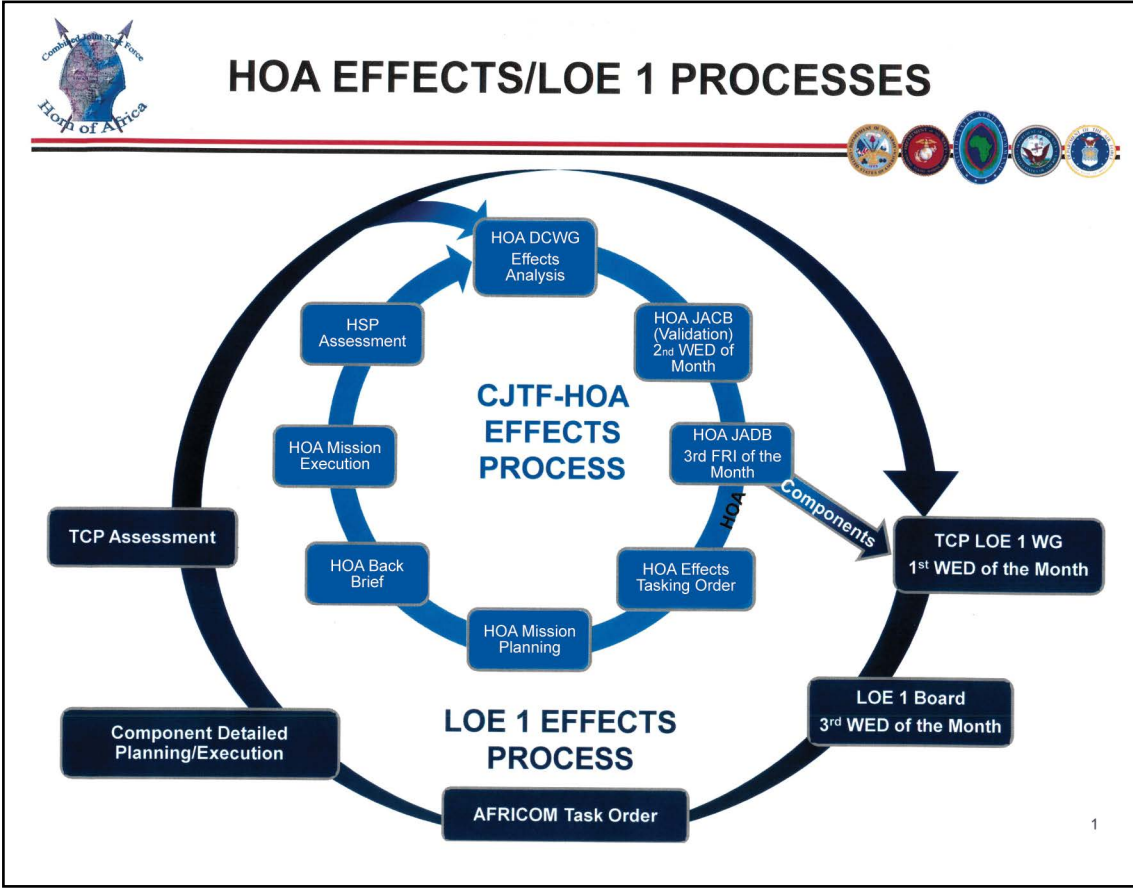 Combined Joint Task Force
Horn of Africa
HOA EFFECTS/LOE 1 PROCESSES
HOA DCWG
Effects
Analysis
HOA JACB
(Validation)
2nd WED of
Month
HOA JADB
3rd FRI of the
Month
HOA
Components
HOA Effects
Tasking Order
HOA Mission
Planning
HOA Back
Brief
HOA Mission
Execution
HSP
Assessment
CJTF-HOA
EFFECTS
PROCESS
TCP LOE 1 WG
1st WED of the Month
LOE 1 Board
3rd WED of the Month
AFRICOM Task Order
Component Detailed
Planning/Execution
TCP Assessment
LOE 1 EFFECTS
PROCESS
1